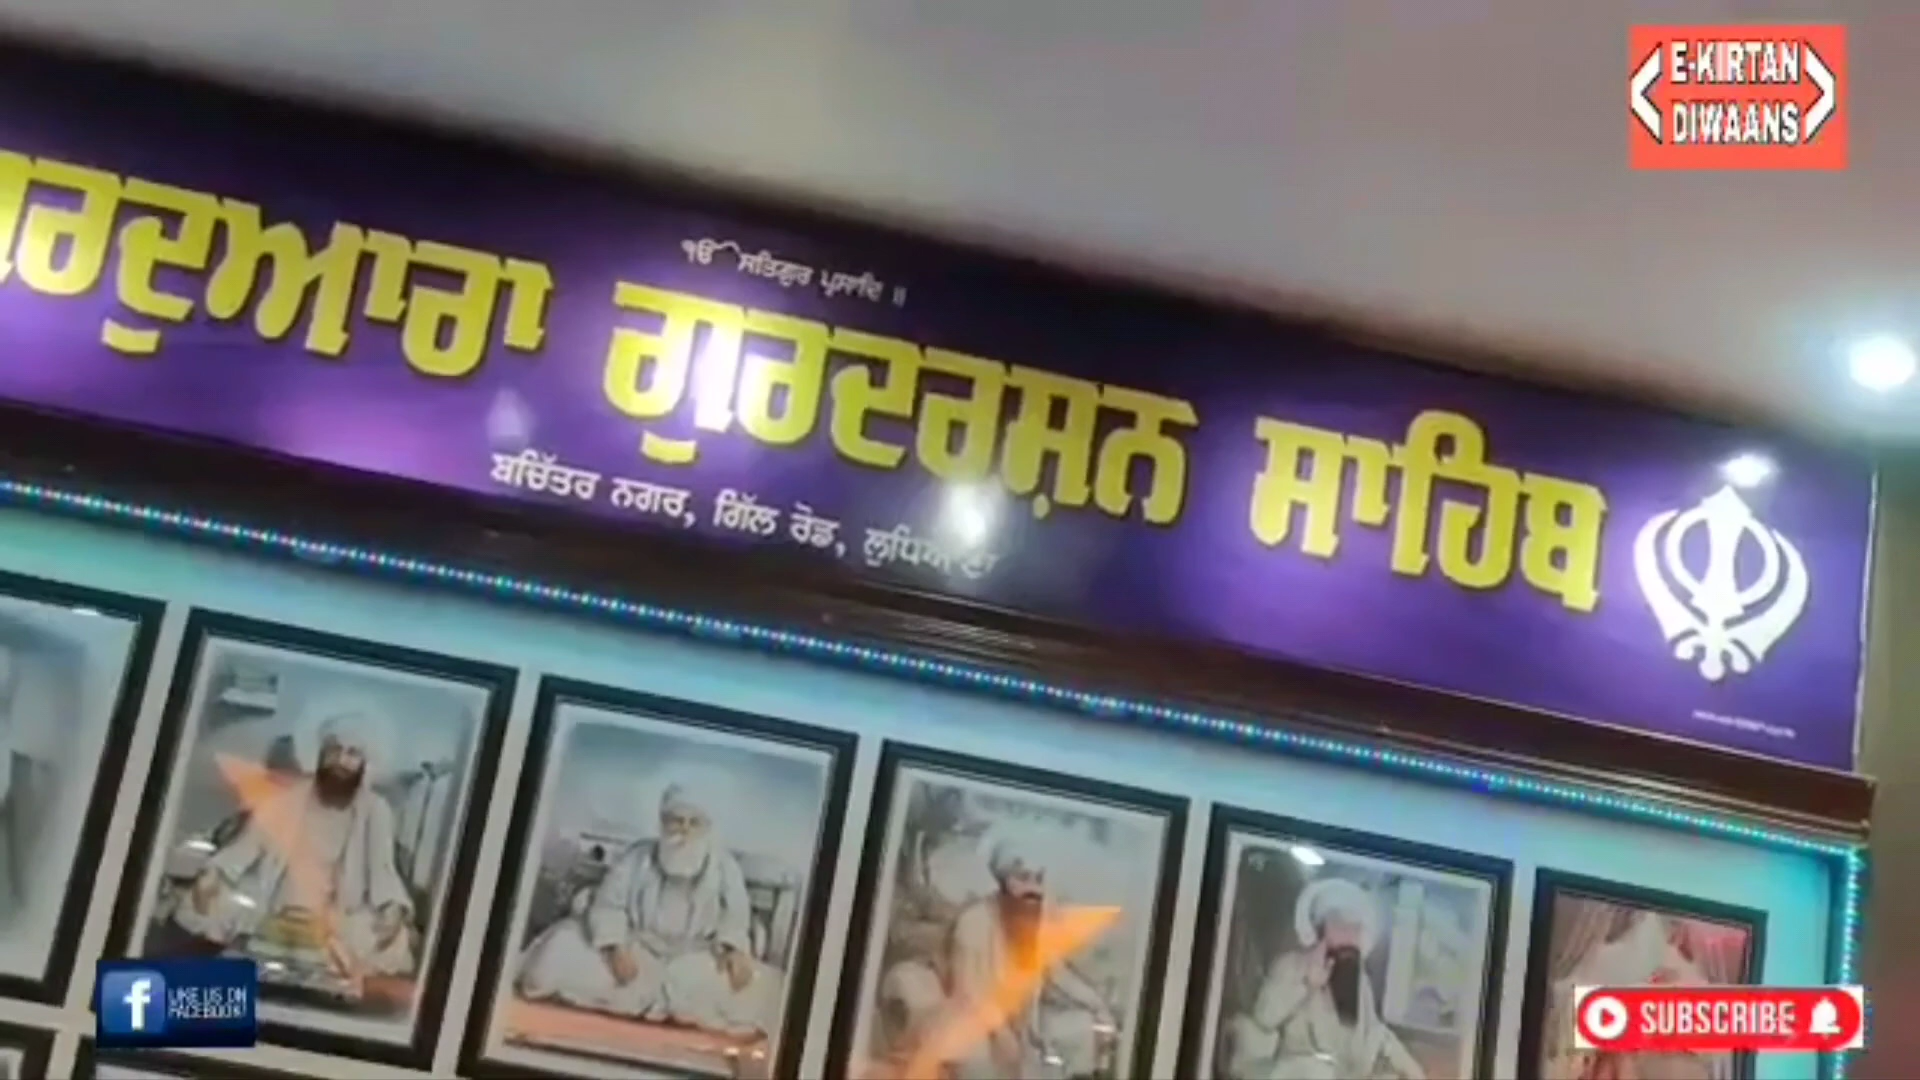 E-KIRTAN
DIWAANS
ੴ ਸਤਿਗੁਰ ਪ੍ਰਸਾਦਿ ॥
ਰਦੁਆਰਾ ਗੁਰਦਰਸ਼ਨ ਸਾਹਿਬ
ਬਚਿੱਤਰ ਨਗਰ, ਗਿੱਲ ਰੋਡ, ਲੁਧਿਆਣਾ
LIKE US ON
FACEBOOK!
SUBSCRIBE